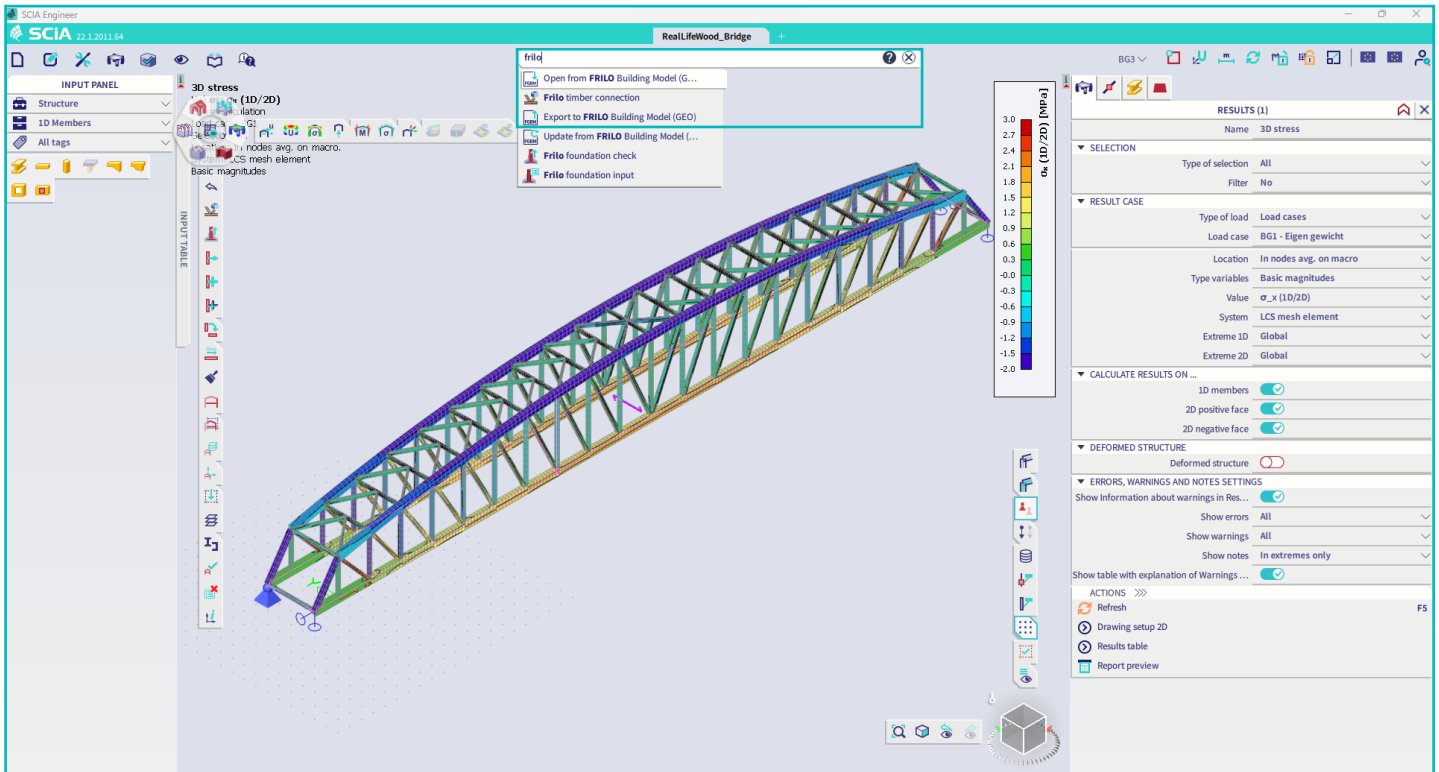 SCIA Engineer
SCiA 22.1.2011.64
RealLifeWood_Bridge
+
BG3
INPUT PANEL
Structure
1D Members
All tags
INPUT TABLE
3D stress
(1D/2D)
nodes avg. on macro.
LCS mesh element
Basic magnitudes
frilo
Open from FRILO Building Model (G...
Frilo timber connection
Export to FRILO Building Model (GEO)
Update from FRILO Building Model (...
Frilo foundation check
Frilo foundation input
3.0
2.7
2.4
2.1
1.8
1.5
1.2
0.9
0.6
0.3
-0.0
-0.3
-0.6
-0.9
-1.2
-1.5
-2.0
σx (1D/2D) [MPa]
RESULTS (1)
Name 3D stress
SELECTION
Type of selection All
Filter No
RESULT CASE
Type of load Load cases
Load case BG1 - Eigen gewicht
Location In nodes avg. on macro
Type variables Basic magnitudes
Value σ_x (1D/2D)
System LCS mesh element
Extreme 1D Global
Extreme 2D Global
CALCULATE RESULTS ON ...
1D members
2D positive face
2D negative face
DEFORMED STRUCTURE
Deformed structure
ERRORS, WARNINGS AND NOTES SETTINGS
Show Information about warnings in Res...
Show errors All
Show warnings All
Show notes In extremes only
Show table with explanation of Warnings ...
ACTIONS >>>
Refresh F5
Drawing setup 2D
Results table
Report preview